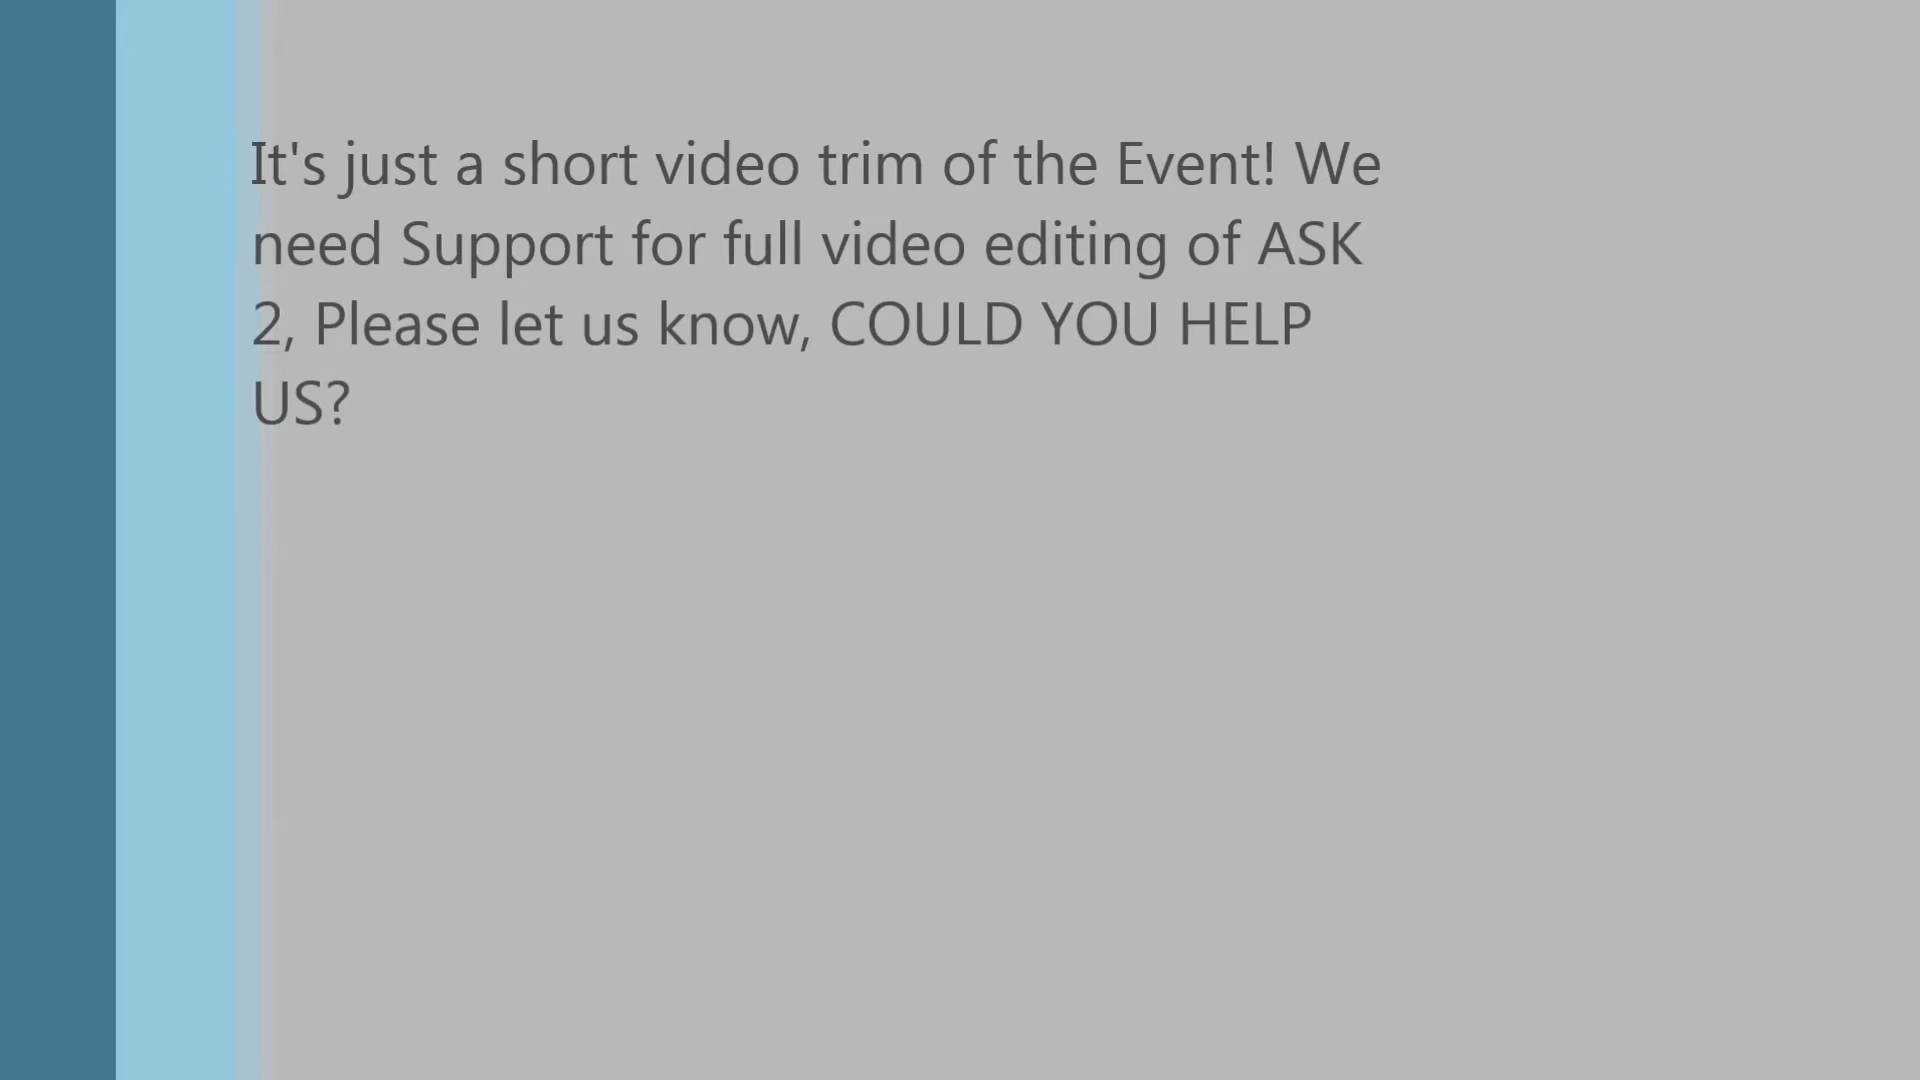 It's just a short video trim of the Event! We
need Support for full video editing of ASK
2, Please let us know, COULD YOU HELP
US?